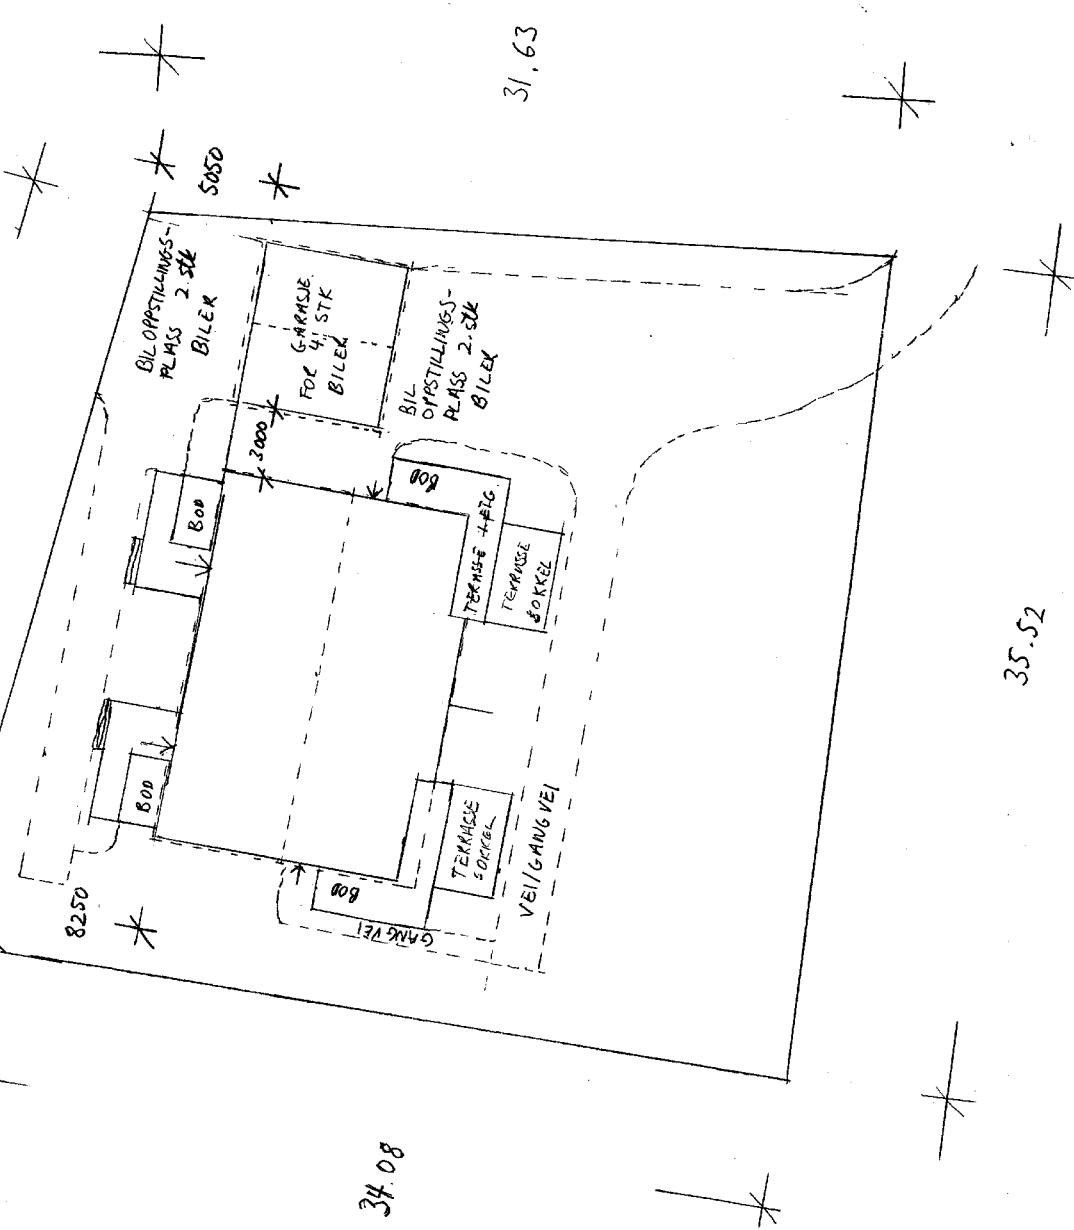 31.63
5050
BILOPPSTILLINGS-
PLASS 2.stk
BILER
GARASJE
FOR 4 STK
BILER
BIL
OPPSTILLINGS-
PLASS 2.stk
BILER
3000
BOD
BOD
TERASSE 1 ETG
TERRASSE
SOKKEL
35.52
BOD
TERRASSE
SOKKEL
VEI/GANGVEI
BOD
GANGVEI
8250
34.08